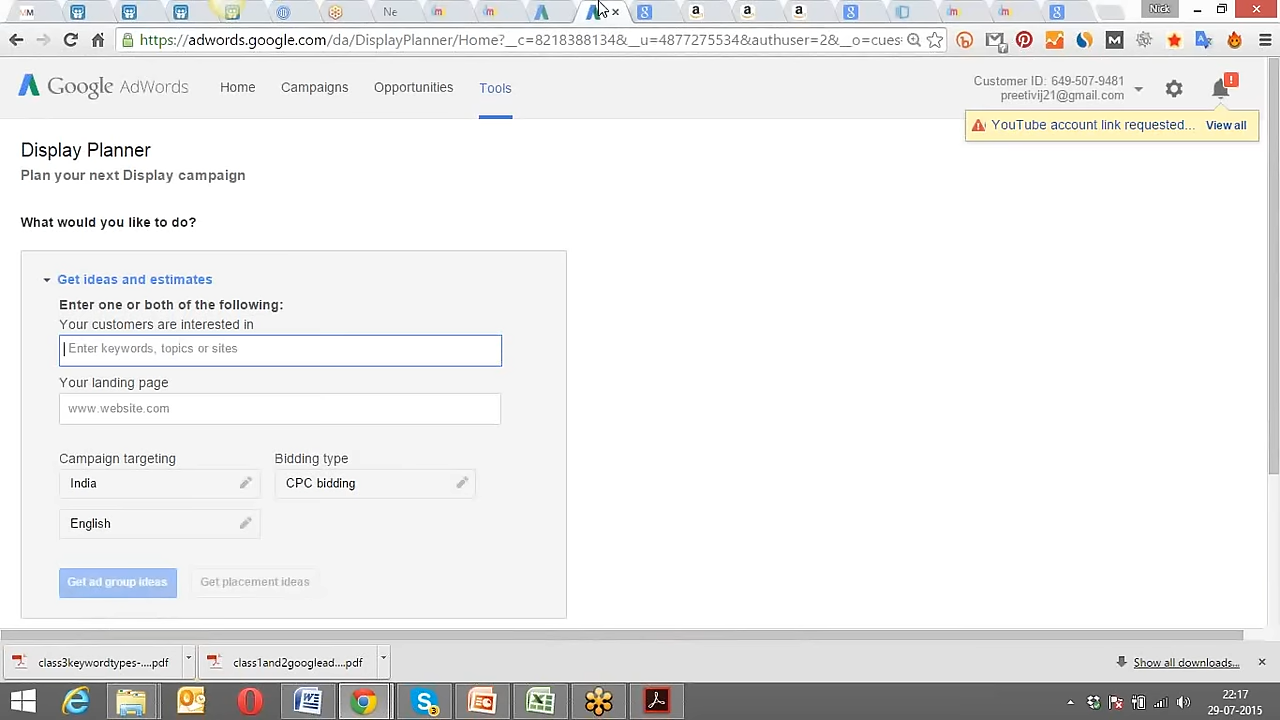 Ne
Nick
https://adwords.google.com/da/DisplayPlanner/Home?__c=8218388134&__u=4877275534&authuser=2&__o=cues
Google AdWords
Home
Campaigns
Opportunities
Tools
Customer ID: 649-507-9481
preetivij21@gmail.com
YouTube account link requested... View all
Display Planner
Plan your next Display campaign
What would you like to do?
Get ideas and estimates
Enter one or both of the following:
Your customers are interested in
Enter keywords, topics or sites
Your landing page
www.website.com
Campaign targeting
Bidding type
India
CPC bidding
English
Get ad group ideas
Get placement ideas
class3keywordtypes-....pdf
class1and2googlead....pdf
Show all downloads...
22:17
29-07-2015